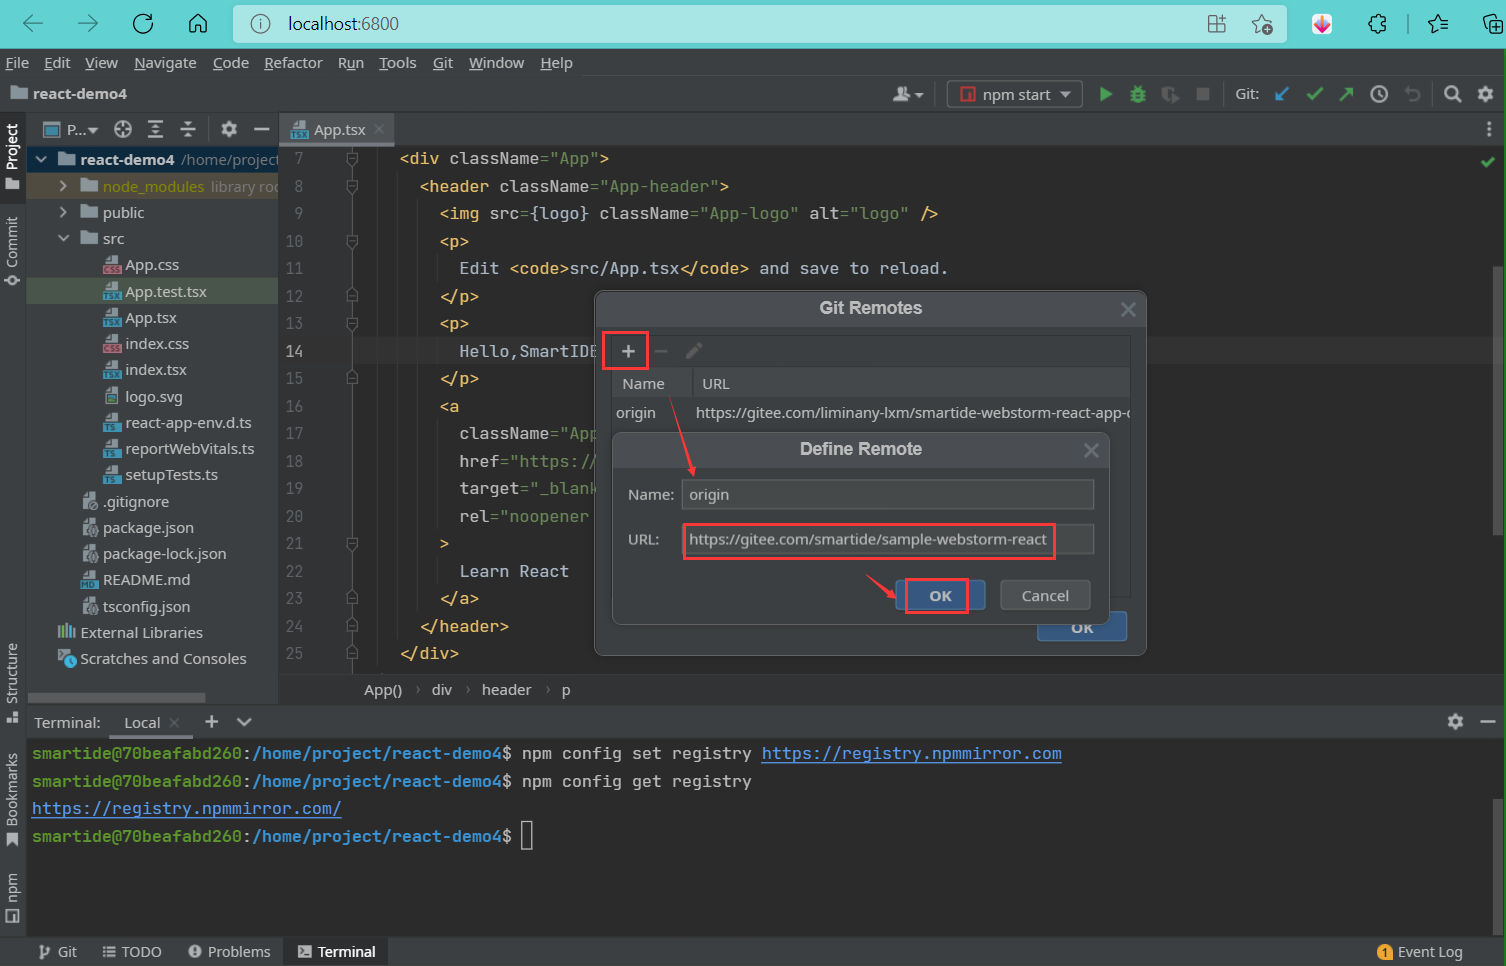 localhost:6800
File Edit View Navigate Code Refactor Run Tools Git Window Help
react-demo4
npm start
Git:
Project
Commit
Structure
Bookmarks
npm
P...
react-demo4 /home/project
node_modules library roo
public
src
App.css
App.test.tsx
App.tsx
index.css
index.tsx
logo.svg
react-app-env.d.ts
reportWebVitals.ts
setupTests.ts
.gitignore
package.json
package-lock.json
README.md
tsconfig.json
External Libraries
Scratches and Consoles
App.tsx
7 <div className="App">
8 <header className="App-header">
9 <img src={logo} className="App-logo" alt="logo" />
10 <p>
11 Edit <code>src/App.tsx</code> and save to reload.
12 </p>
13 <p>
14 Hello,SmartIDE
15 </p>
16 <a
17 className="App
18 href="https://
19 target="_blank
20 rel="noopener
21 >
22 Learn React
23 </a>
24 </header>
25 </div>
App() › div › header › p
Git Remotes
Name URL
origin https://gitee.com/liminany-lxm/smartide-webstorm-react-app-
Define Remote
Name: origin
URL: https://gitee.com/smartide/sample-webstorm-react
OK Cancel
OK
Terminal: Local
smartide@70beafabd260:/home/project/react-demo4$ npm config set registry https://registry.npmmirror.com
smartide@70beafabd260:/home/project/react-demo4$ npm config get registry
https://registry.npmmirror.com/
smartide@70beafabd260:/home/project/react-demo4$
Git TODO Problems Terminal
1 Event Log